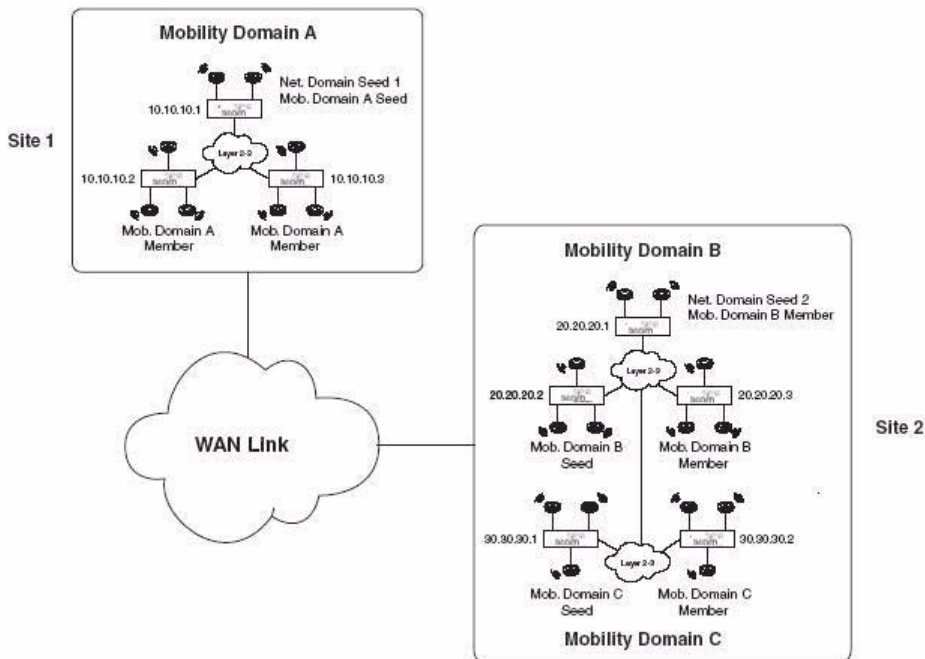 Mobility Domain A
Net. Domain Seed 1
Mob. Domain A Seed
10.10.10.1
Site 1
Layer 2-3
10.10.10.2
10.10.10.3
Mob. Domain A
Member
Mob. Domain A
Member
Mobility Domain B
Net. Domain Seed 2
Mob. Domain B Member
20.20.20.1
Layer 2-3
20.20.20.2
20.20.20.3
Site 2
WAN Link
Mob. Domain B
Seed
Mob. Domain B
Member
30.30.30.1
30.30.30.2
Layer 2-3
Mob. Domain C
Seed
Mob. Domain C
Member
Mobility Domain C